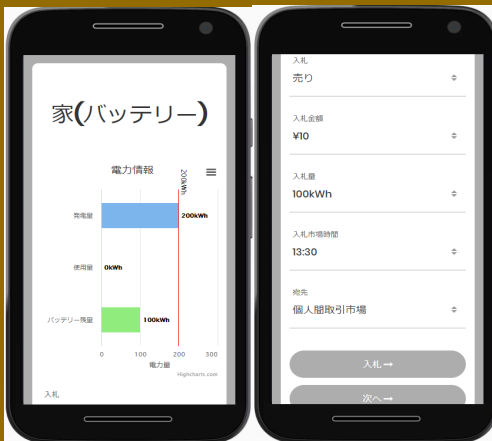 家(バッテリー)
電力情報
200kWh
発電量
200kWh
使用量
0kWh
バッテリー残量
100kWh
0 100 200 300
電力量
Highcharts.com
入札
入札
売り
入札金額
¥10
入札量
100kWh
入札市場時間
13:30
宛先
個人間取引市場
入札➞
次へ➞